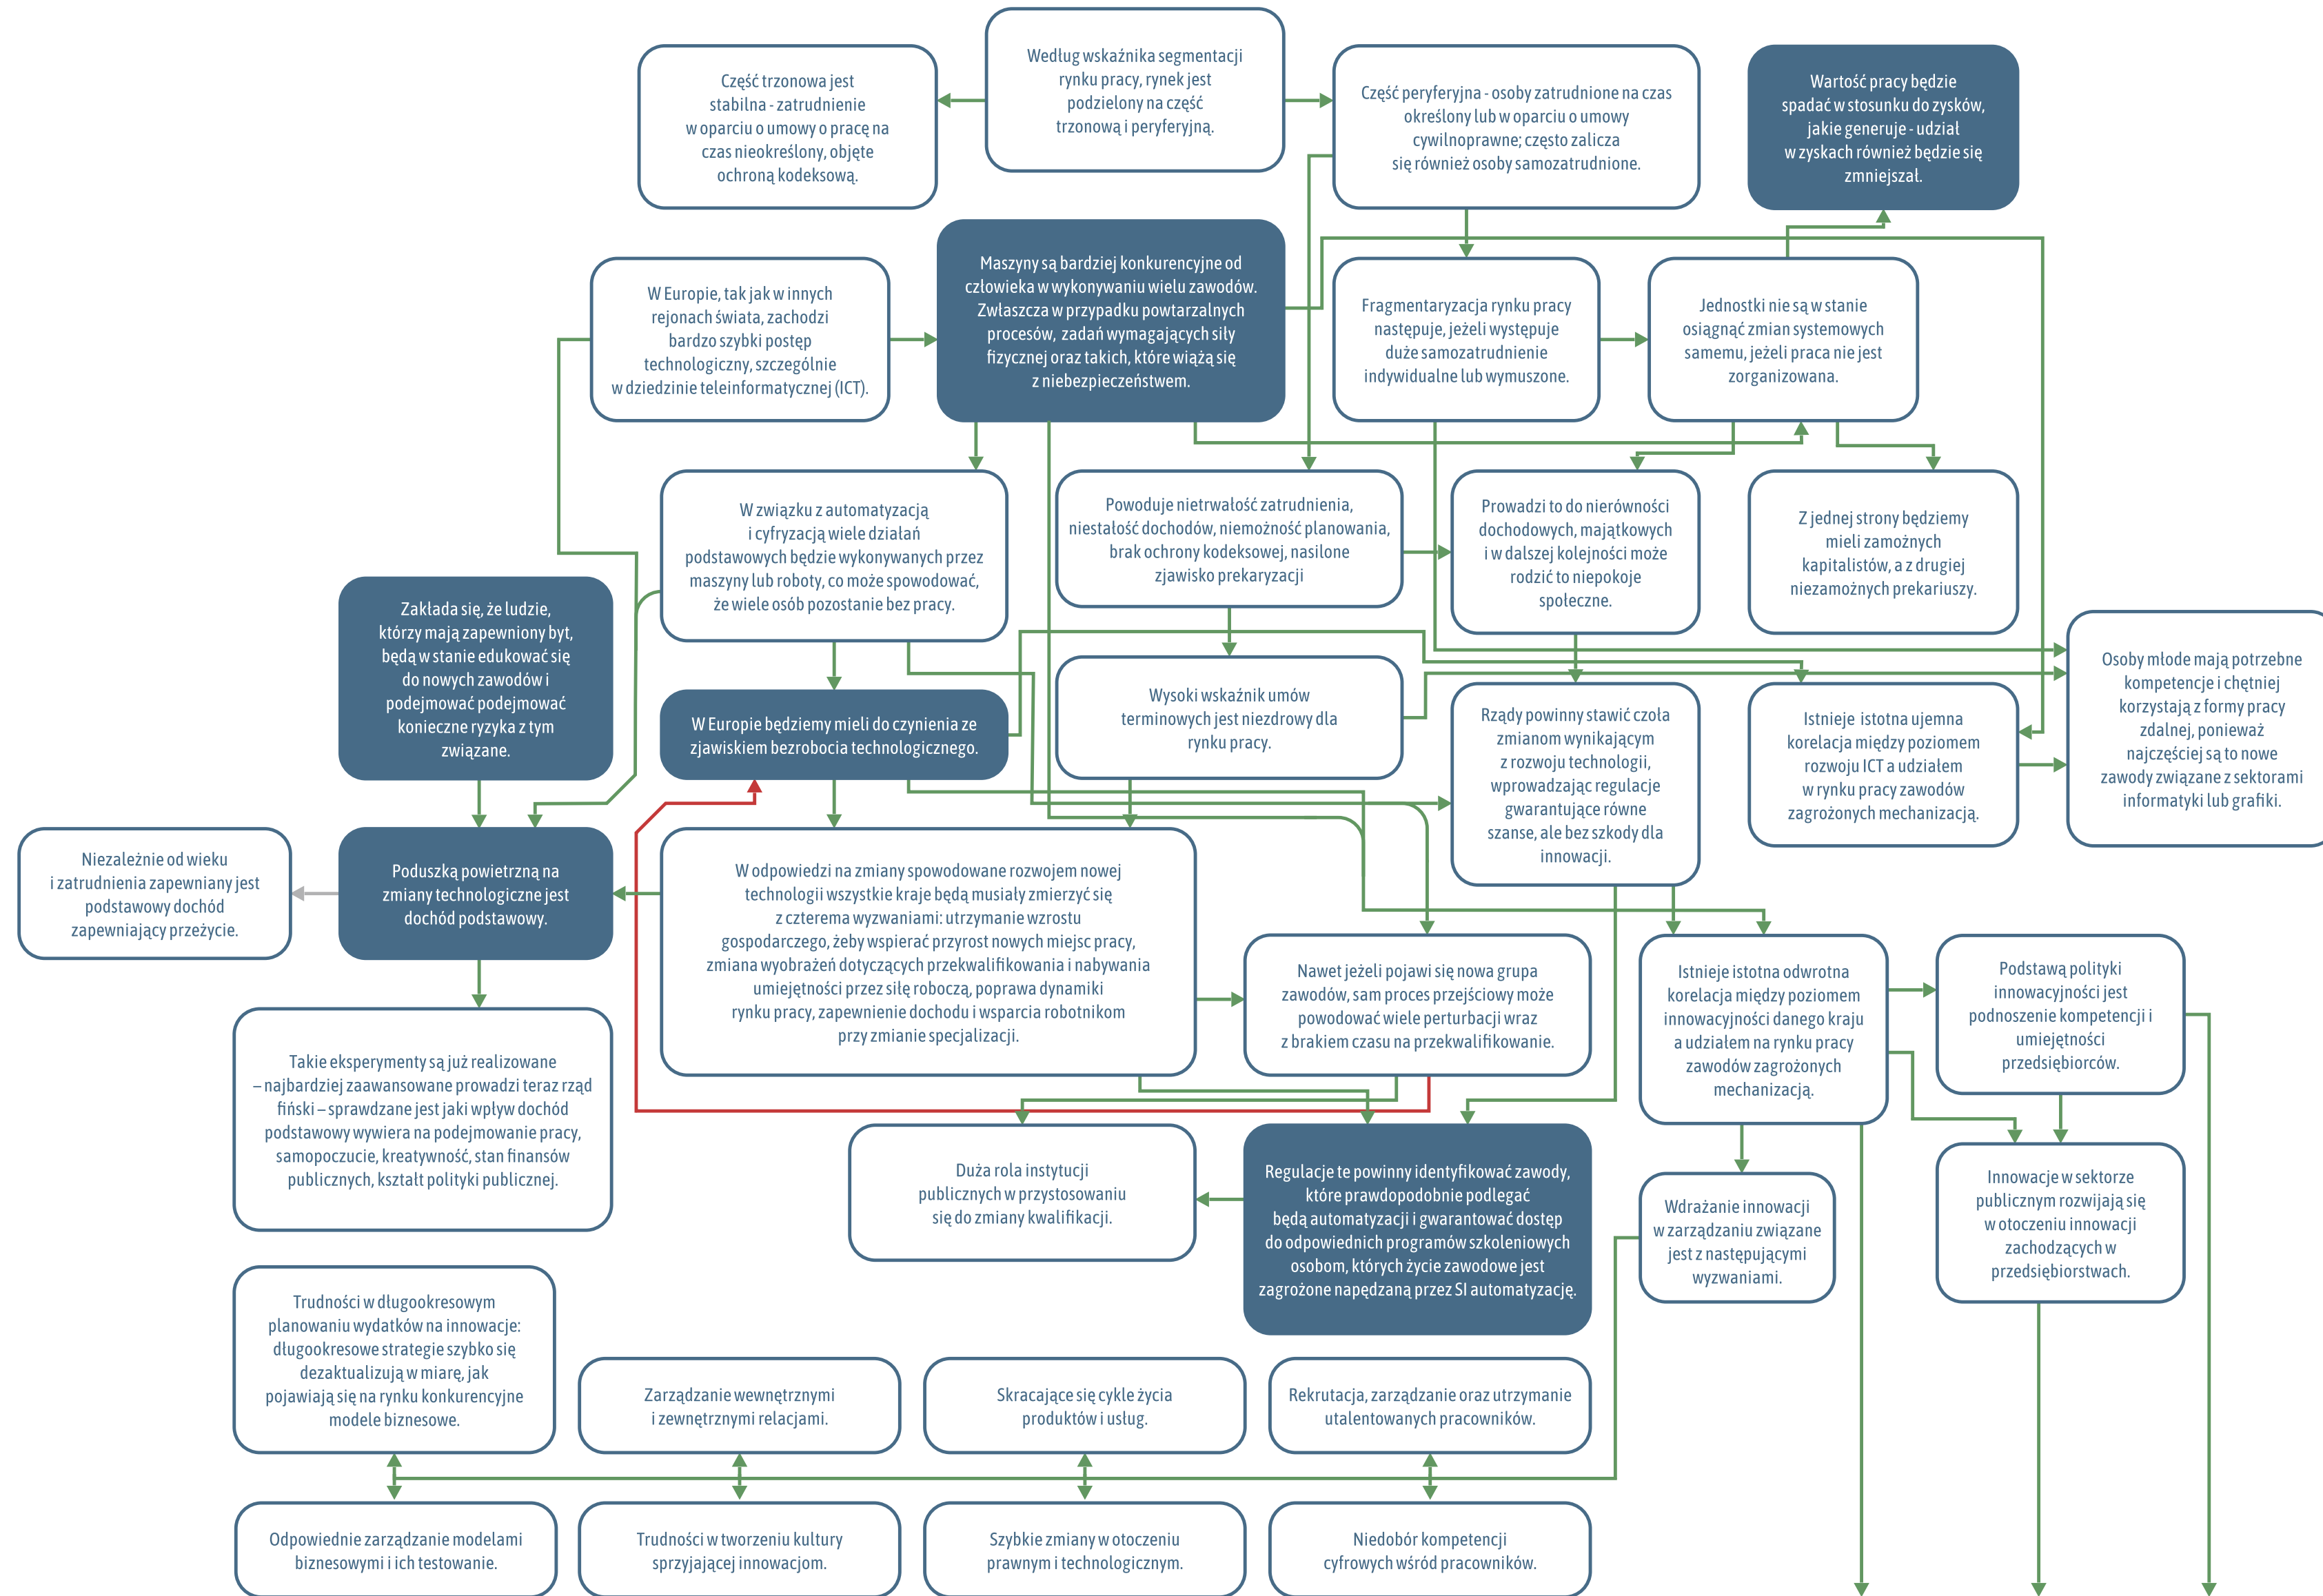 Według wskaźnika segmentacji
rynku pracy, rynek jest
podzielony na część
trzonową i peryferyjną.
Część trzonowa jest
stabilna - zatrudnienie
w oparciu o umowy o pracę na
czas nieokreślony, objęte
ochroną kodeksową.
Część peryferyjna - osoby zatrudnione na czas
określony lub w oparciu o umowy
cywilnoprawne; często zalicza
się również osoby samozatrudnione.
Wartość pracy będzie
spadać w stosunku do zysków,
jakie generuje - udział
w zyskach również będzie się
zmniejszał.
W Europie, tak jak w innych
rejonach świata, zachodzi
bardzo szybki postęp
technologiczny, szczególnie
w dziedzinie teleinformatycznej (ICT).
Maszyny są bardziej konkurencyjne od
człowieka w wykonywaniu wielu zawodów.
Zwłaszcza w przypadku powtarzalnych
procesów, zadań wymagających siły
fizycznej oraz takich, które wiążą się
z niebezpieczeństwem.
Fragmentaryzacja rynku pracy
następuje, jeżeli występuje
duże samozatrudnienie
indywidualne lub wymuszone.
Jednostki nie są w stanie
osiągnąć zmian systemowych
samemu, jeżeli praca nie jest
zorganizowana.
W związku z automatyzacją
i cyfryzacją wiele działań
podstawowych będzie wykonywanych przez
maszyny lub roboty, co może spowodować,
że wiele osób pozostanie bez pracy.
Powoduje nietrwałość zatrudnienia,
niestałość dochodów, niemożność planowania,
brak ochrony kodeksowej, nasilone
zjawisko prekaryzacji
Prowadzi to do nierówności
dochodowych, majątkowych
i w dalszej kolejności może
rodzić to niepokoje
społeczne.
Z jednej strony będziemy
mieli zamożnych
kapitalistów, a z drugiej
niezamożnych prekariuszy.
Zakłada się, że ludzie,
którzy mają zapewniony byt,
będą w stanie edukować się
do nowych zawodów i
podejmować podejmować
konieczne ryzyka z tym
związane.
W Europie będziemy mieli do czynienia ze
zjawiskiem bezrobocia technologicznego.
Wysoki wskaźnik umów
terminowych jest niezdrowy dla
rynku pracy.
Rządy powinny stawić czoła
zmianom wynikającym
z rozwoju technologii,
wprowadzając regulacje
gwarantujące równe
szanse, ale bez szkody dla
innowacji.
Istnieje istotna ujemna
korelacja między poziomem
rozwoju ICT a udziałem
w rynku pracy zawodów
zagrożonych mechanizacją.
Osoby młode mają potrzebne
kompetencje i chętniej
korzystają z formy pracy
zdalnej, ponieważ
najczęściej są to nowe
zawody związane z sektorami
informatyki lub grafiki.
Niezależnie od wieku
i zatrudnienia zapewniany jest
podstawowy dochód
zapewniający przeżycie.
Poduszką powietrzną na
zmiany technologiczne jest
dochód podstawowy.
W odpowiedzi na zmiany spowodowane rozwojem nowej
technologii wszystkie kraje będą musiały zmierzyć się
z czterema wyzwaniami: utrzymanie wzrostu
gospodarczego, żeby wspierać przyrost nowych miejsc pracy,
zmiana wyobrażeń dotyczących przekwalifikowania i nabywania
umiejętności przez siłę roboczą, poprawa dynamiki
rynku pracy, zapewnienie dochodu i wsparcia robotnikom
przy zmianie specjalizacji.
Nawet jeżeli pojawi się nowa grupa
zawodów, sam proces przejściowy może
powodować wiele perturbacji wraz
z brakiem czasu na przekwalifikowanie.
Istnieje istotna odwrotna
korelacja między poziomem
innowacyjności danego kraju
a udziałem na rynku pracy
zawodów zagrożonych
mechanizacją.
Podstawą polityki
innowacyjności jest
podnoszenie kompetencji i
umiejętności
przedsiębiorców.
Takie eksperymenty są już realizowane
– najbardziej zaawansowane prowadzi teraz rząd
fiński – sprawdzane jest jaki wpływ dochód
podstawowy wywiera na podejmowanie pracy,
samopoczucie, kreatywność, stan finansów
publicznych, kształt polityki publicznej.
Duża rola instytucji
publicznych w przystosowaniu
się do zmiany kwalifikacji.
Regulacje te powinny identyfikować zawody,
które prawdopodobnie podlegać
będą automatyzacji i gwarantować dostęp
do odpowiednich programów szkoleniowych
osobom, których życie zawodowe jest
zagrożone napędzaną przez SI automatyzację.
Wdrażanie innowacji
w zarządzaniu związane
jest z następującymi
wyzwaniami.
Innowacje w sektorze
publicznym rozwijają się
w otoczeniu innowacji
zachodzących w
przedsiębiorstwach.
Trudności w długookresowym
planowaniu wydatków na innowacje:
długookresowe strategie szybko się
dezaktualizują w miarę, jak
pojawiają się na rynku konkurencyjne
modele biznesowe.
Zarządzanie wewnętrznymi
i zewnętrznymi relacjami.
Skracające się cykle życia
produktów i usług.
Rekrutacja, zarządzanie oraz utrzymanie
utalentowanych pracowników.
Odpowiednie zarządzanie modelami
biznesowymi i ich testowanie.
Trudności w tworzeniu kultury
sprzyjającej innowacjom.
Szybkie zmiany w otoczeniu
prawnym i technologicznym.
Niedobór kompetencji
cyfrowych wśród pracowników.